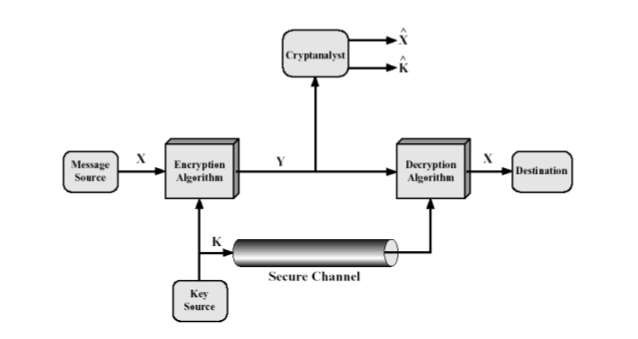 X̂
Cryptanalyst
K̂
Message
Source
X
Encryption
Algorithm
Y
Decryption
Algorithm
X
Destination
K
Secure Channel
Key
Source